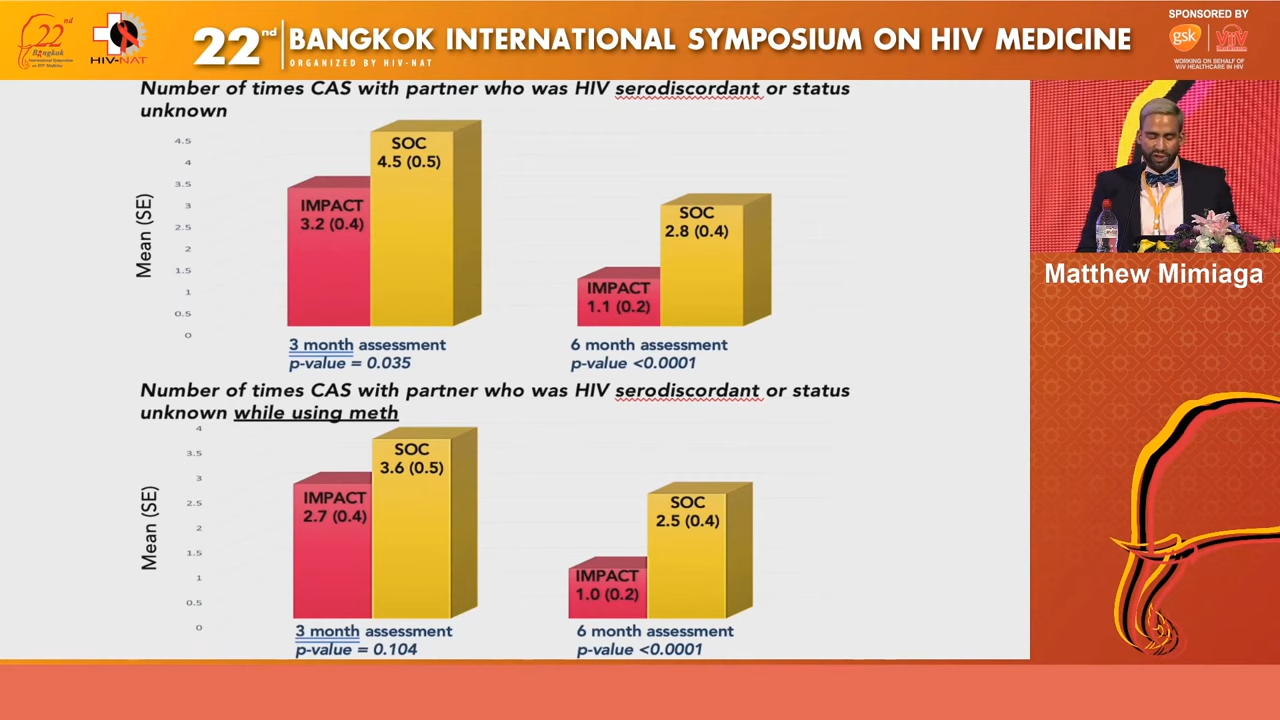 22nd
Bangkok
International Symposium
on HIV Medicine
HIV-NAT
22nd
BANGKOK INTERNATIONAL SYMPOSIUM ON HIV MEDICINE
ORGANIZED BY HIV-NAT
SPONSORED BY
gsk
WORKING ON BEHALF OF
VIIV HEALTHCARE IN HIV
Number of times CAS with partner who was HIV serodiscordant or status
unknown
Mean (SE)
4.5
4
3.5
3
2.5
2
1.5
1
0.5
0
IMPACT
3.2 (0.4)
SOC
4.5 (0.5)
IMPACT
1.1 (0.2)
SOC
2.8 (0.4)
3 month assessment
p-value = 0.035
6 month assessment
p-value <0.0001
Number of times CAS with partner who was HIV serodiscordant or status
unknown while using meth
Mean (SE)
4
3.5
3
2.5
2
1.5
1
0.5
0
IMPACT
2.7 (0.4)
SOC
3.6 (0.5)
IMPACT
1.0 (0.2)
SOC
2.5 (0.4)
3 month assessment
p-value = 0.104
6 month assessment
p-value <0.0001
Matthew Mimiaga